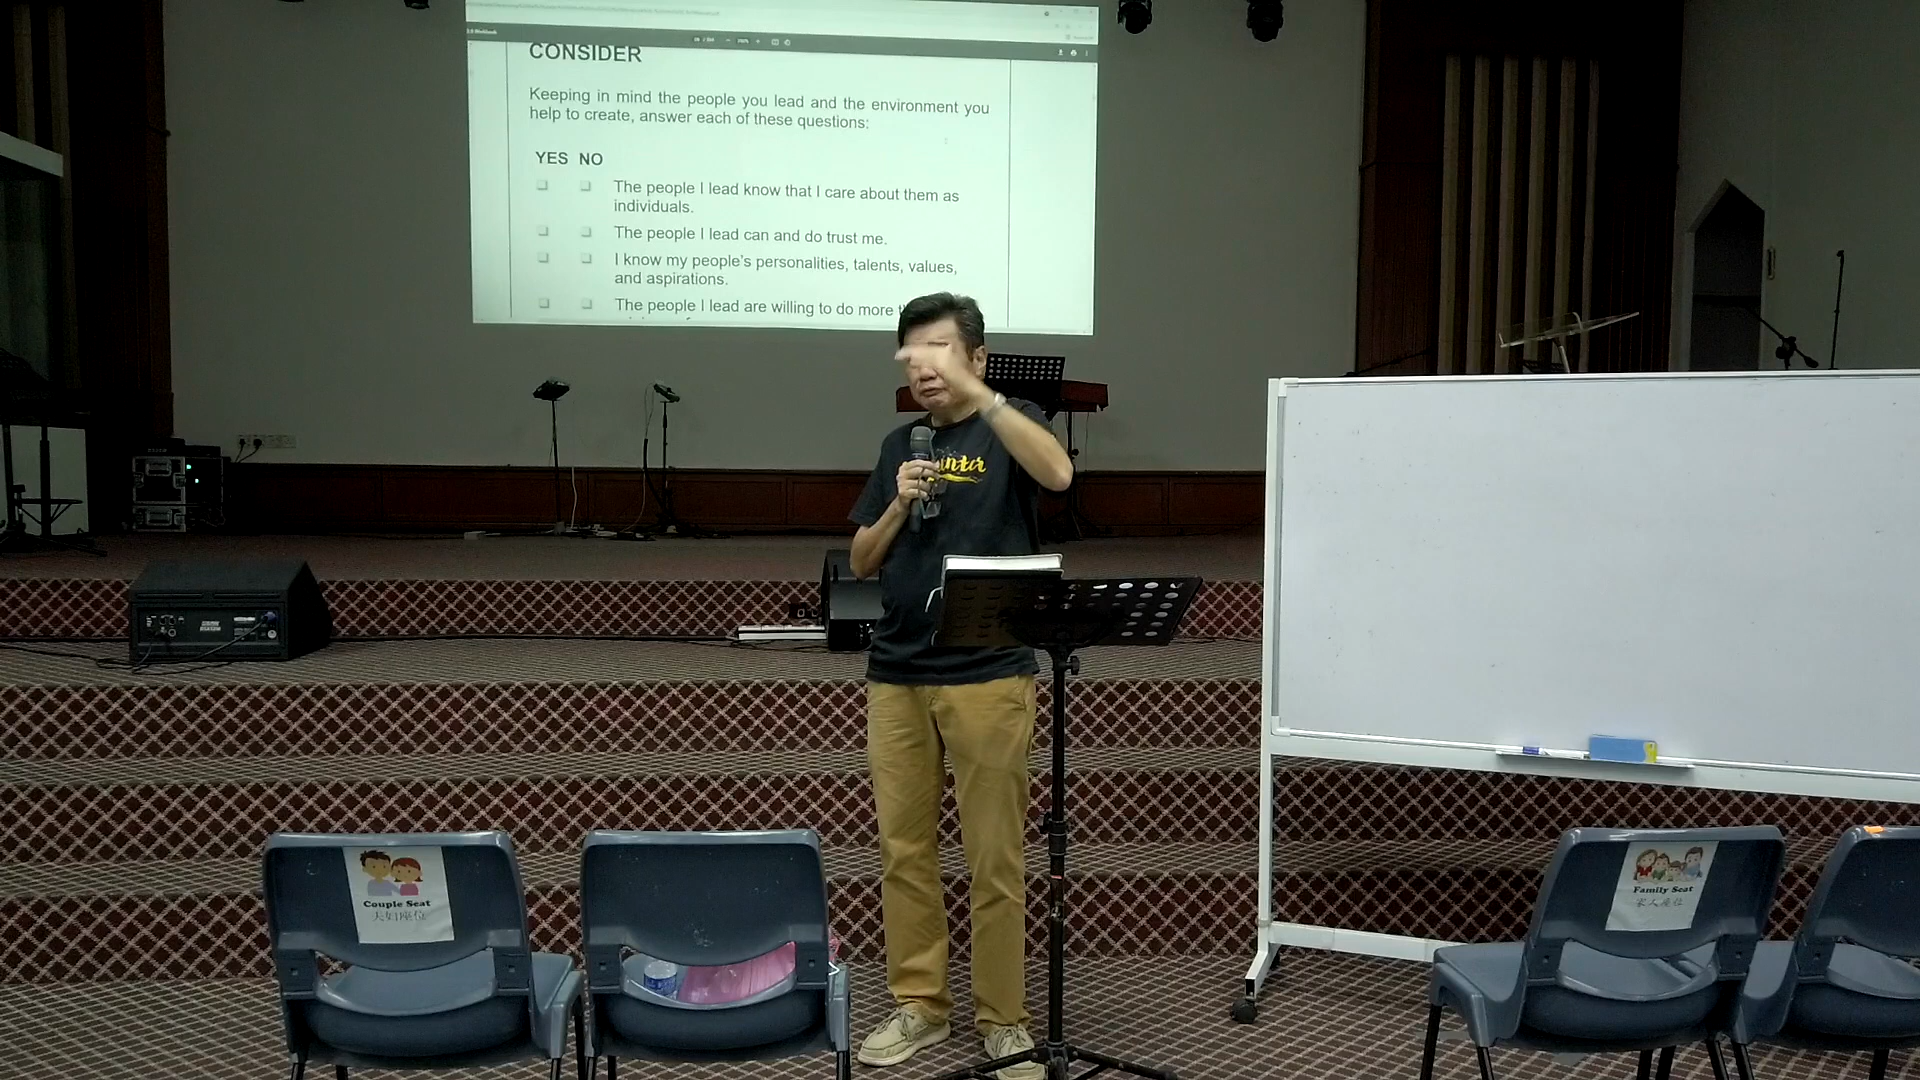 CONSIDER
Keeping in mind the people you lead and the environment you
help to create, answer each of these questions:
YES NO
The people I lead know that I care about them as
individuals.
The people I lead can and do trust me.
I know my people's personalities, talents, values,
and aspirations.
The people I lead are willing to do more
Couple Seat
夫妇座位
Family Seat
家人座位